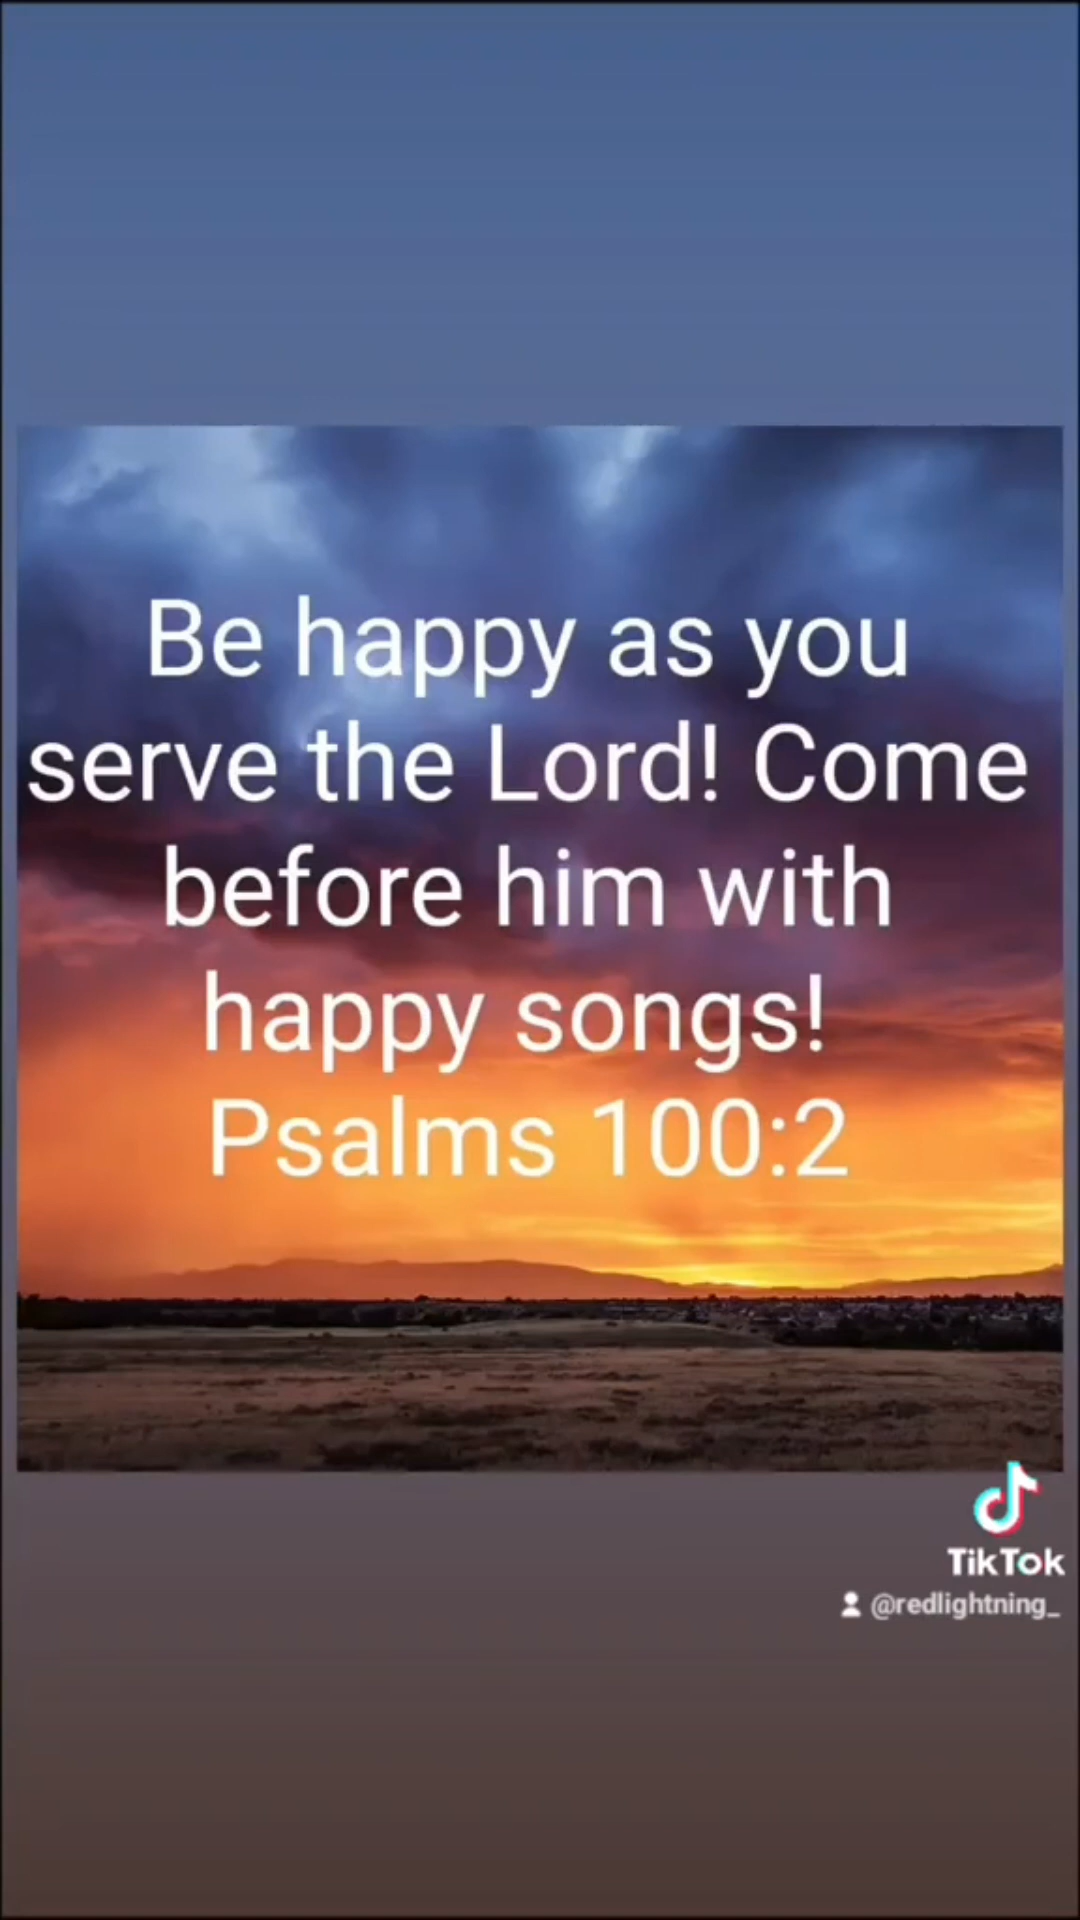 Be happy as you
serve the Lord! Come
before him with
happy songs!
Psalms 100:2
TikTok
@redlightning_